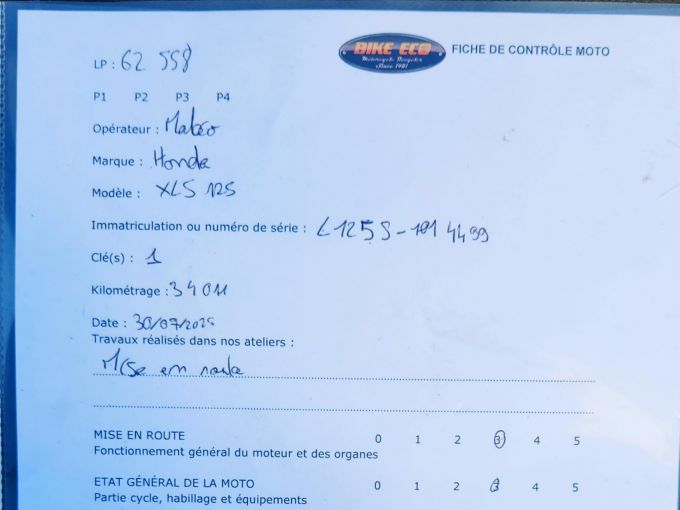 LP : 62 558
BIKE ECO
Motorcycle Recycler
Since 1981
FICHE DE CONTRÔLE MOTO
P1 P2 P3 P4
Opérateur : Matéo
Marque : Honda
Modèle : XLS 125
Immatriculation ou numéro de série : L125S-101 4499
Clé(s) : 1
Kilométrage : 34011
Date : 30/07/2025
Travaux réalisés dans nos ateliers :
Mise en route
MISE EN ROUTE 0 1 2 3 4 5
Fonctionnement général du moteur et des organes
ETAT GÉNÉRAL DE LA MOTO 0 1 2 3 4 5
Partie cycle, habillage et équipements